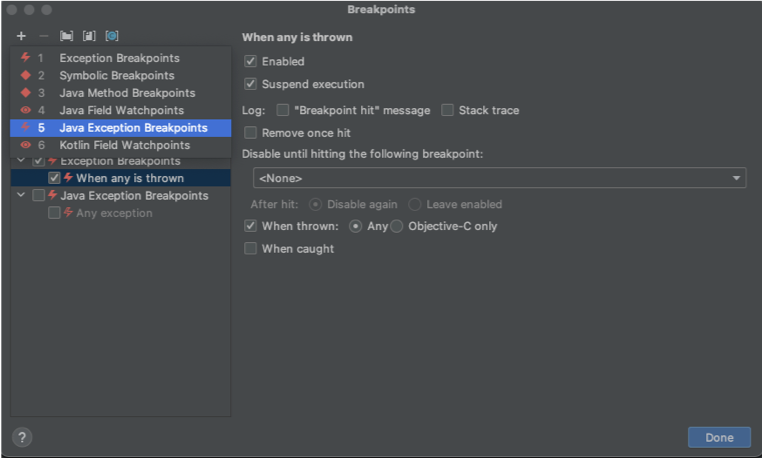 Breakpoints
1 Exception Breakpoints
2 Symbolic Breakpoints
3 Java Method Breakpoints
4 Java Field Watchpoints
5 Java Exception Breakpoints
6 Kotlin Field Watchpoints
Exception Breakpoints
When any is thrown
Java Exception Breakpoints
Any exception
When any is thrown
Enabled
Suspend execution
Log: "Breakpoint hit" message Stack trace
Remove once hit
Disable until hitting the following breakpoint:
<None>
After hit: Disable again Leave enabled
When thrown: Any Objective-C only
When caught
?
Done